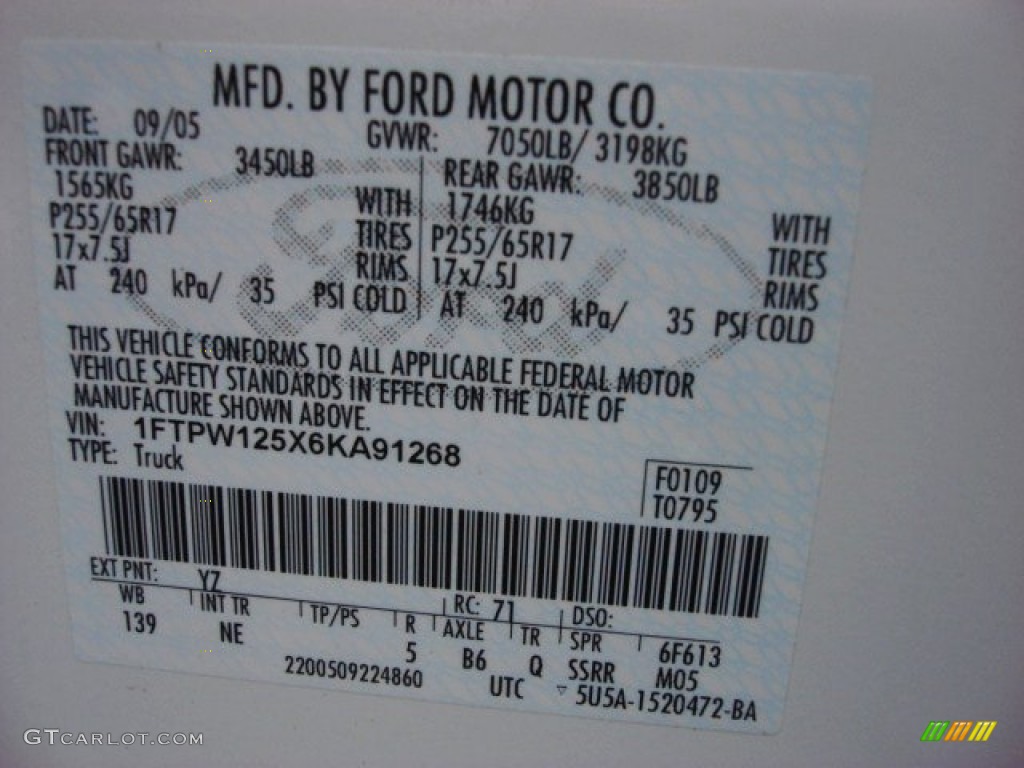 MFD. BY FORD MOTOR CO.
DATE: 09/05 GVWR: 7050LB/ 3198KG
FRONT GAWR: 3450LB REAR GAWR: 3850LB
1565KG WITH 1746KG WITH
P255/65R17 TIRES P255/65R17 TIRES
17x7.5J RIMS 17x7.5J RIMS
AT 240 kPa/ 35 PSI COLD AT 240 kPa/ 35 PSI COLD
THIS VEHICLE CONFORMS TO ALL APPLICABLE FEDERAL MOTOR
VEHICLE SAFETY STANDARDS IN EFFECT ON THE DATE OF
MANUFACTURE SHOWN ABOVE.
VIN: 1FTPW125X6KA91268
TYPE: Truck
F0109
T0795
EXT PNT: YZ RC: 71 DSO:
WB INT TR TP/PS R AXLE TR SPR 6F613
139 NE 5 B6 Q SSRR M05
2200509224860 UTC ▽ 5U5A-1520472-BA
Ford
GTCARLOT.COM